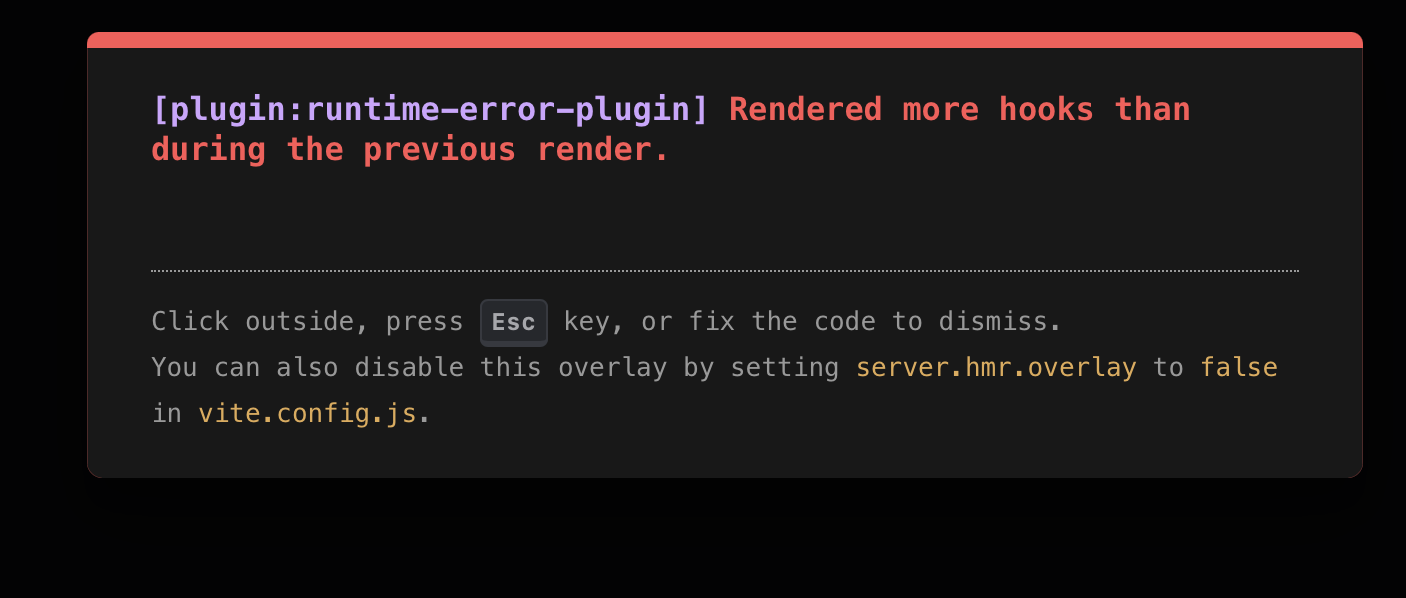 [plugin:runtime-error-plugin] Rendered more hooks than
during the previous render.
Click outside, press Esc key, or fix the code to dismiss.
You can also disable this overlay by setting server.hmr.overlay to false
in vite.config.js.